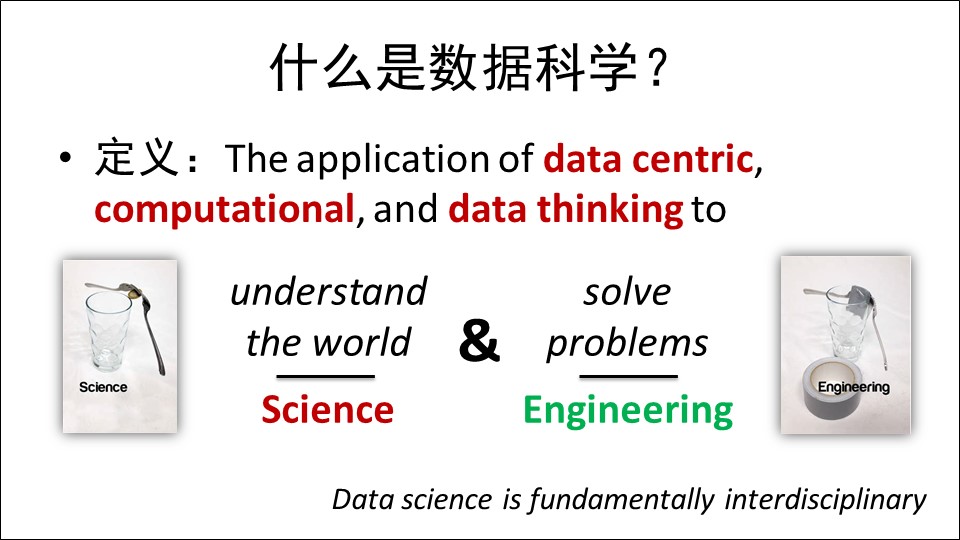 什么是数据科学？
• 定义：The application of data centric,
computational, and data thinking to
understand
the world
Science
&
solve
problems
Engineering
Science
Engineering
Data science is fundamentally interdisciplinary